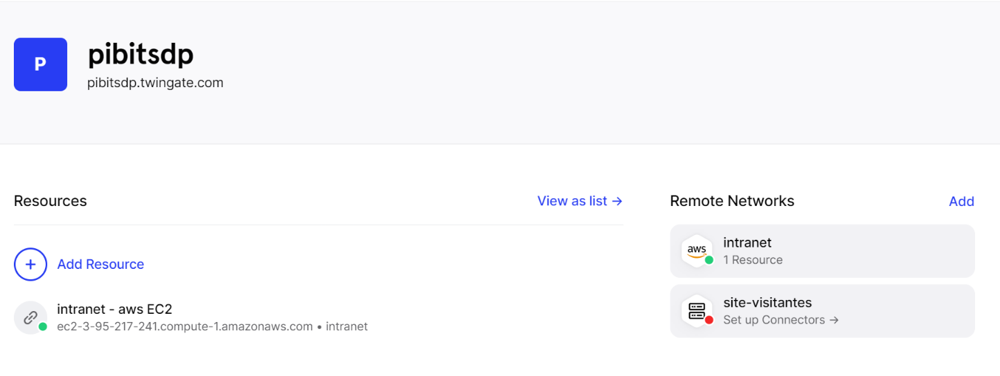 P
pibitsdp
pibitsdp.twingate.com
Resources
View as list →
Add Resource
intranet - aws EC2
ec2-3-95-217-241.compute-1.amazonaws.com • intranet
Remote Networks
Add
aws
intranet
1 Resource
site-visitantes
Set up Connectors →